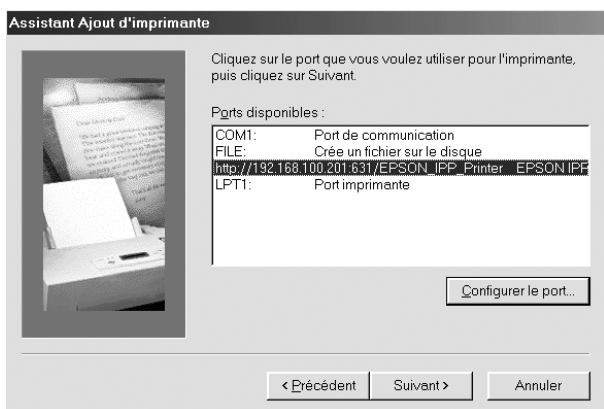 Assistant Ajout d'imprimante
Cliquez sur le port que vous voulez utiliser pour l'imprimante,
puis cliquez sur Suivant.
Ports disponibles :
COM1: Port de communication
FILE: Crée un fichier sur le disque
http://192.168.100.201:631/EPSON_IPP_Printer EPSON IPP
LPT1: Port imprimante
Configurer le port...
< Précédent Suivant > Annuler